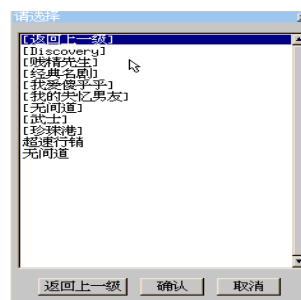 请选择
[返回上一级]
[Discovery]
[贱精先生]
[经典名剧]
[我爱傻乎乎]
[我的失忆男友]
[无间道]
[武士]
[珍珠港]
超速行销
无间道
返回上一级
确认
取消